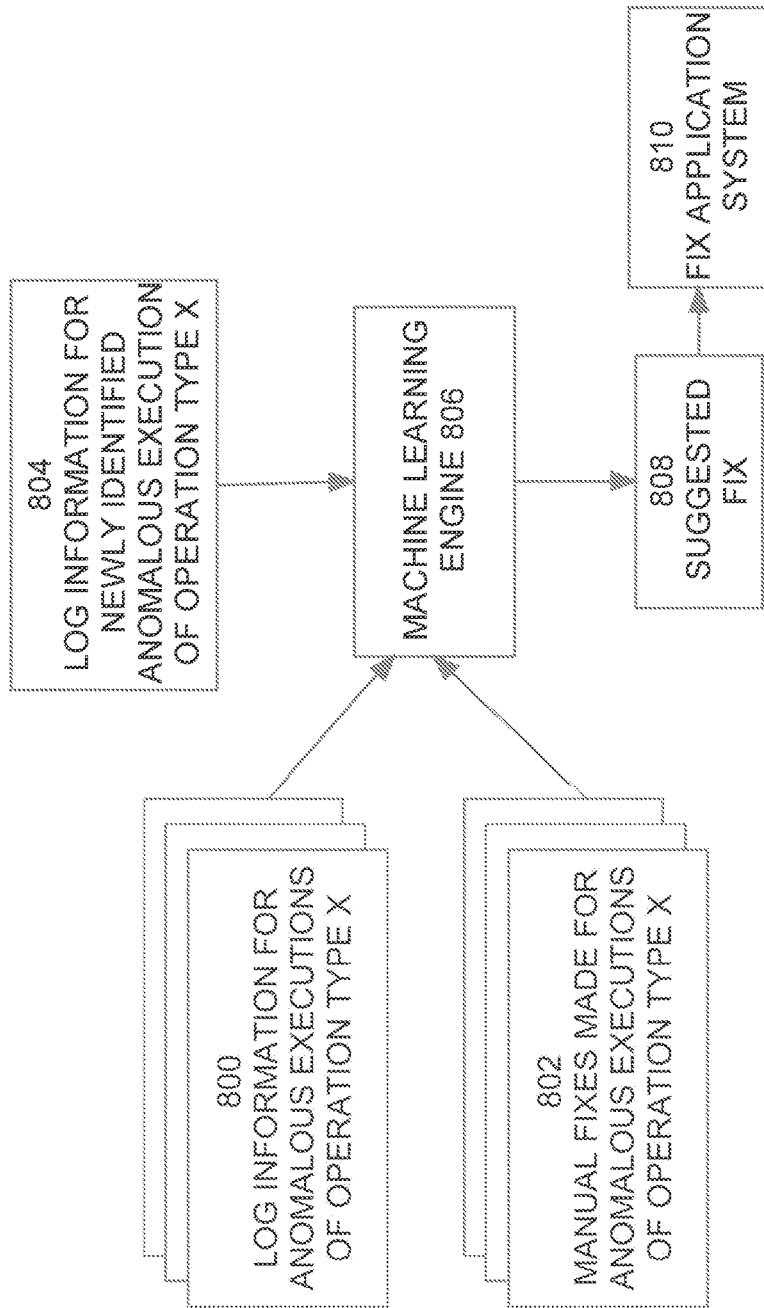 800
LOG INFORMATION FOR
ANOMALOUS EXECUTIONS
OF OPERATION TYPE X
802
MANUAL FIXES MADE FOR
ANOMALOUS EXECUTIONS
OF OPERATION TYPE X
804
LOG INFORMATION FOR
NEWLY IDENTIFIED
ANOMALOUS EXECUTION
OF OPERATION TYPE X
MACHINE LEARNING
ENGINE 806
808
SUGGESTED
FIX
810
FIX APPLICATION
SYSTEM